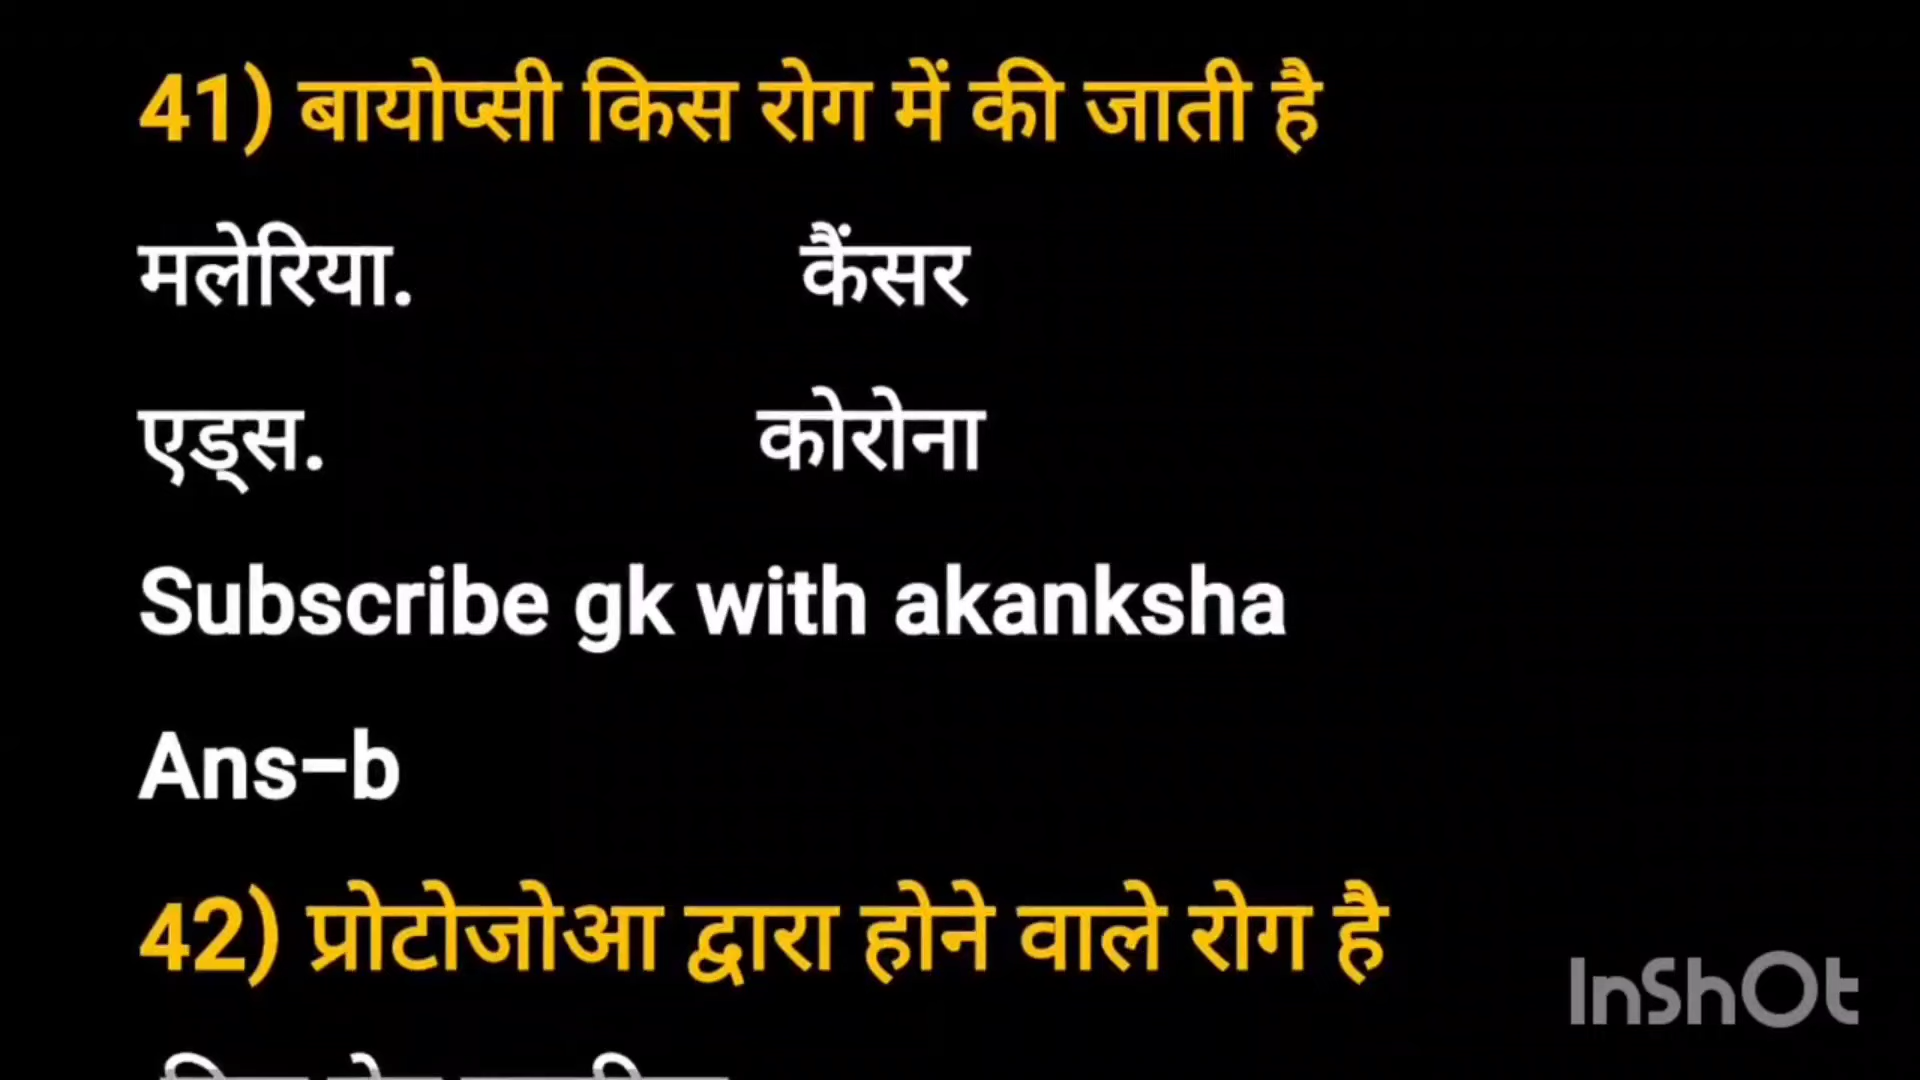 41) बायोप्सी किस रोग में की जाती है
मलेरिया. कैंसर
एड्स. कोरोना
Subscribe gk with akanksha
Ans–b
42) प्रोटोजोआ द्वारा होने वाले रोग है
InShOt